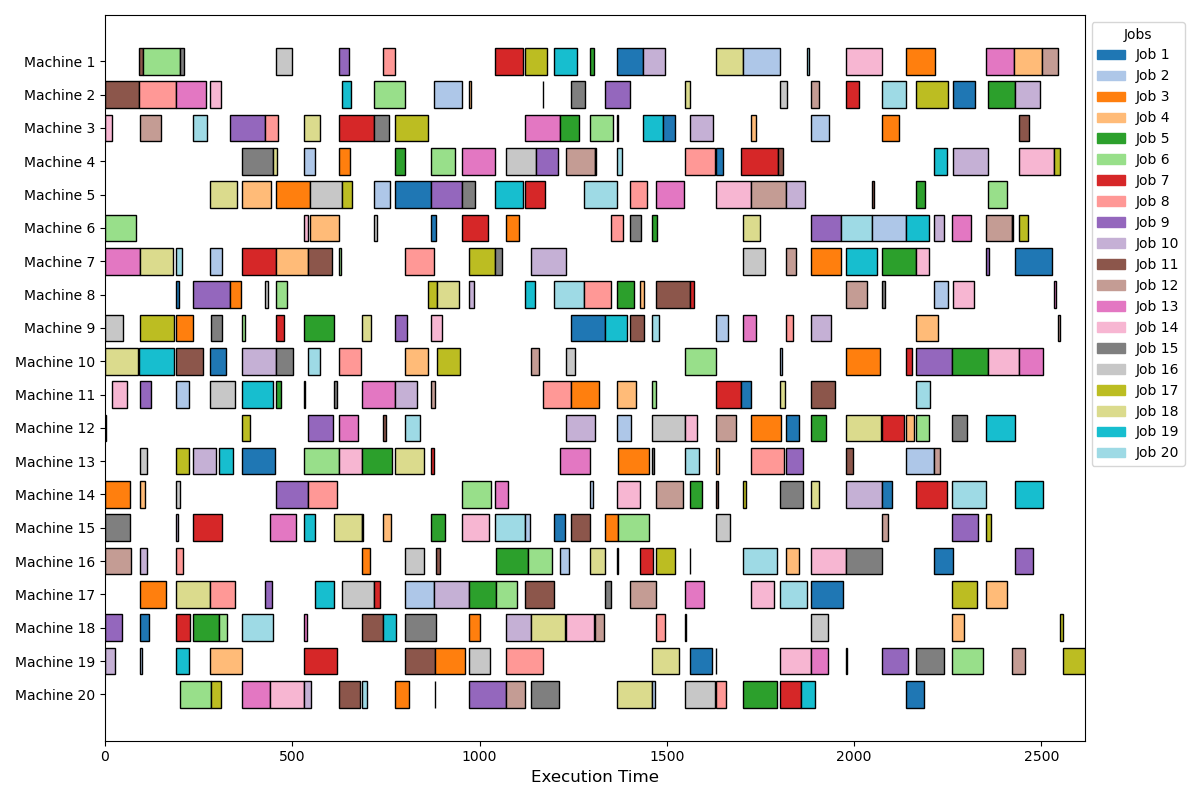 Machine 1
Machine 2
Machine 3
Machine 4
Machine 5
Machine 6
Machine 7
Machine 8
Machine 9
Machine 10
Machine 11
Machine 12
Machine 13
Machine 14
Machine 15
Machine 16
Machine 17
Machine 18
Machine 19
Machine 20
0 500 1000 1500 2000 2500
Execution Time
Jobs
Job 1
Job 2
Job 3
Job 4
Job 5
Job 6
Job 7
Job 8
Job 9
Job 10
Job 11
Job 12
Job 13
Job 14
Job 15
Job 16
Job 17
Job 18
Job 19
Job 20